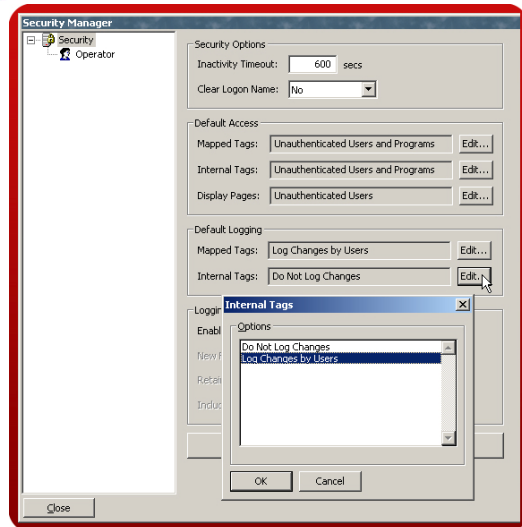 Security Manager
Security
Operator
Security Options
Inactivity Timeout: 600 secs
Clear Logon Name: No
Default Access
Mapped Tags: Unauthenticated Users and Programs Edit...
Internal Tags: Unauthenticated Users and Programs Edit...
Display Pages: Unauthenticated Users Edit...
Default Logging
Mapped Tags: Log Changes by Users Edit...
Internal Tags: Do Not Log Changes Edit...
Internal Tags
Options
Do Not Log Changes
Log Changes by Users
OK Cancel
Close